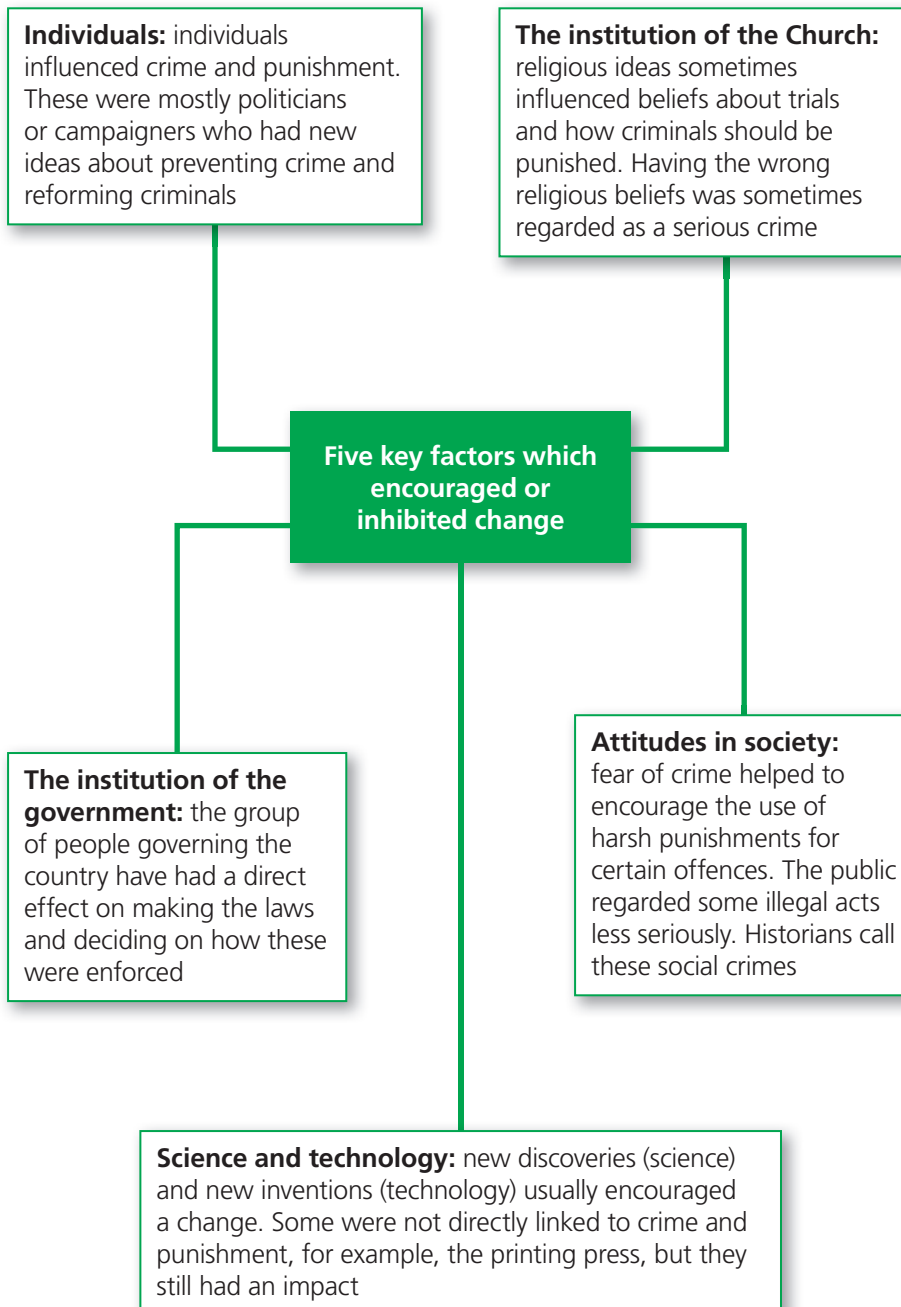 Individuals: individuals
influenced crime and punishment.
These were mostly politicians
or campaigners who had new
ideas about preventing crime and
reforming criminals
The institution of the Church:
religious ideas sometimes
influenced beliefs about trials
and how criminals should be
punished. Having the wrong
religious beliefs was sometimes
regarded as a serious crime
Five key factors which
encouraged or
inhibited change
The institution of the
government: the group
of people governing the
country have had a direct
effect on making the laws
and deciding on how these
were enforced
Attitudes in society:
fear of crime helped to
encourage the use of
harsh punishments for
certain offences. The public
regarded some illegal acts
less seriously. Historians call
these social crimes
Science and technology: new discoveries (science)
and new inventions (technology) usually encouraged
a change. Some were not directly linked to crime and
punishment, for example, the printing press, but they
still had an impact